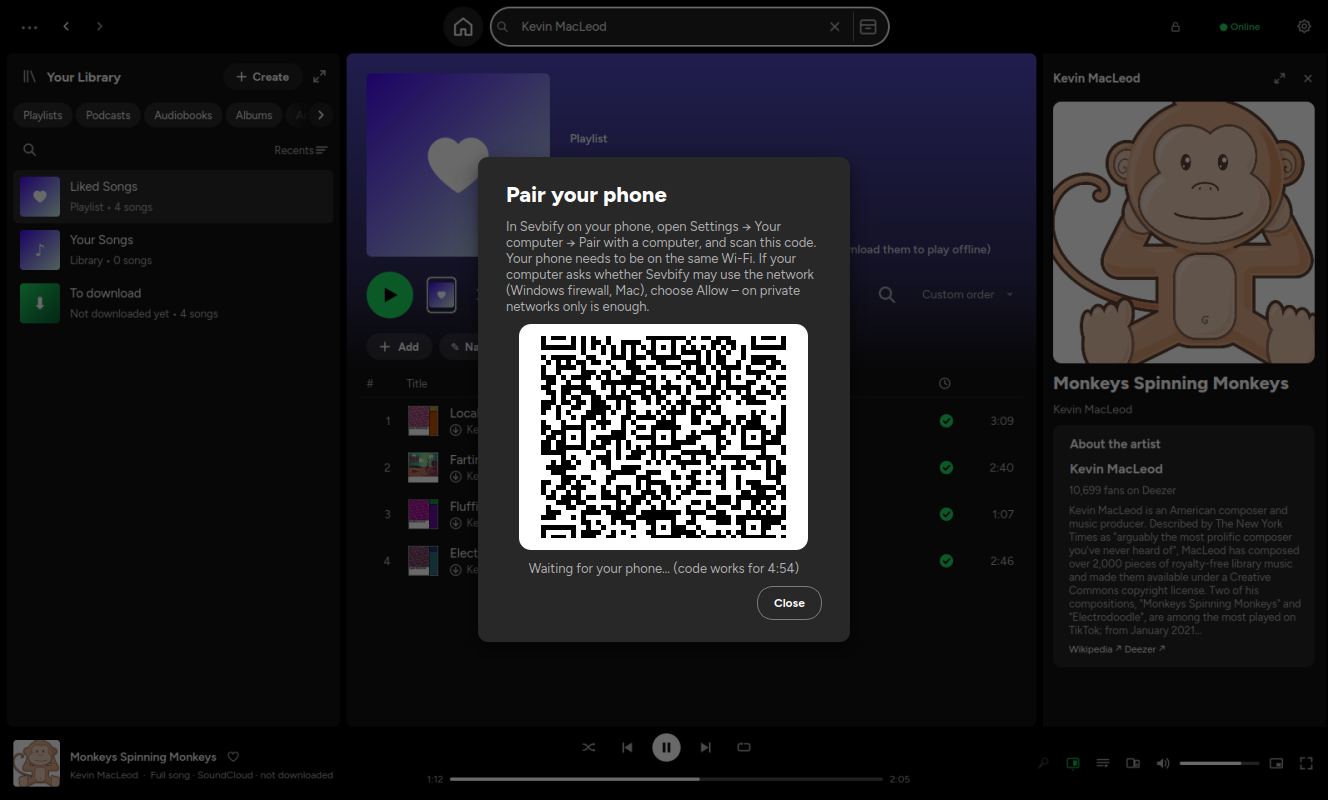 Kevin MacLeod
Online
Your Library
Create
Playlists
Podcasts
Audiobooks
Albums
Recents
Liked Songs
Playlist • 4 songs
Your Songs
Library • 0 songs
To download
Not downloaded yet • 4 songs
Playlist
nload them to play offline)
Custom order
Add
Na
#
Title
1
Loca
Ke
3:09
2
Fartin
Ke
2:40
3
Fluffi
Ke
1:07
4
Elect
Ke
2:46
Pair your phone
In Sevbify on your phone, open Settings → Your
computer → Pair with a computer, and scan this code.
Your phone needs to be on the same Wi-Fi. If your
computer asks whether Sevbify may use the network
(Windows firewall, Mac), choose Allow – on private
networks only is enough.
Waiting for your phone... (code works for 4:54)
Close
Kevin MacLeod
Monkeys Spinning Monkeys
Kevin MacLeod
About the artist
Kevin MacLeod
10,699 fans on Deezer
Kevin MacLeod is an American composer and
music producer. Described by The New York
Times as "arguably the most prolific composer
you've never heard of", MacLeod has composed
over 2,000 pieces of royalty-free library music
and made them available under a Creative
Commons copyright license. Two of his
compositions, "Monkeys Spinning Monkeys" and
"Electrodoodle", are among the most played on
TikTok; from January 2021...
Wikipedia ↗ Deezer ↗
Monkeys Spinning Monkeys
Kevin MacLeod · Full song · SoundCloud · not downloaded
1:12
2:05